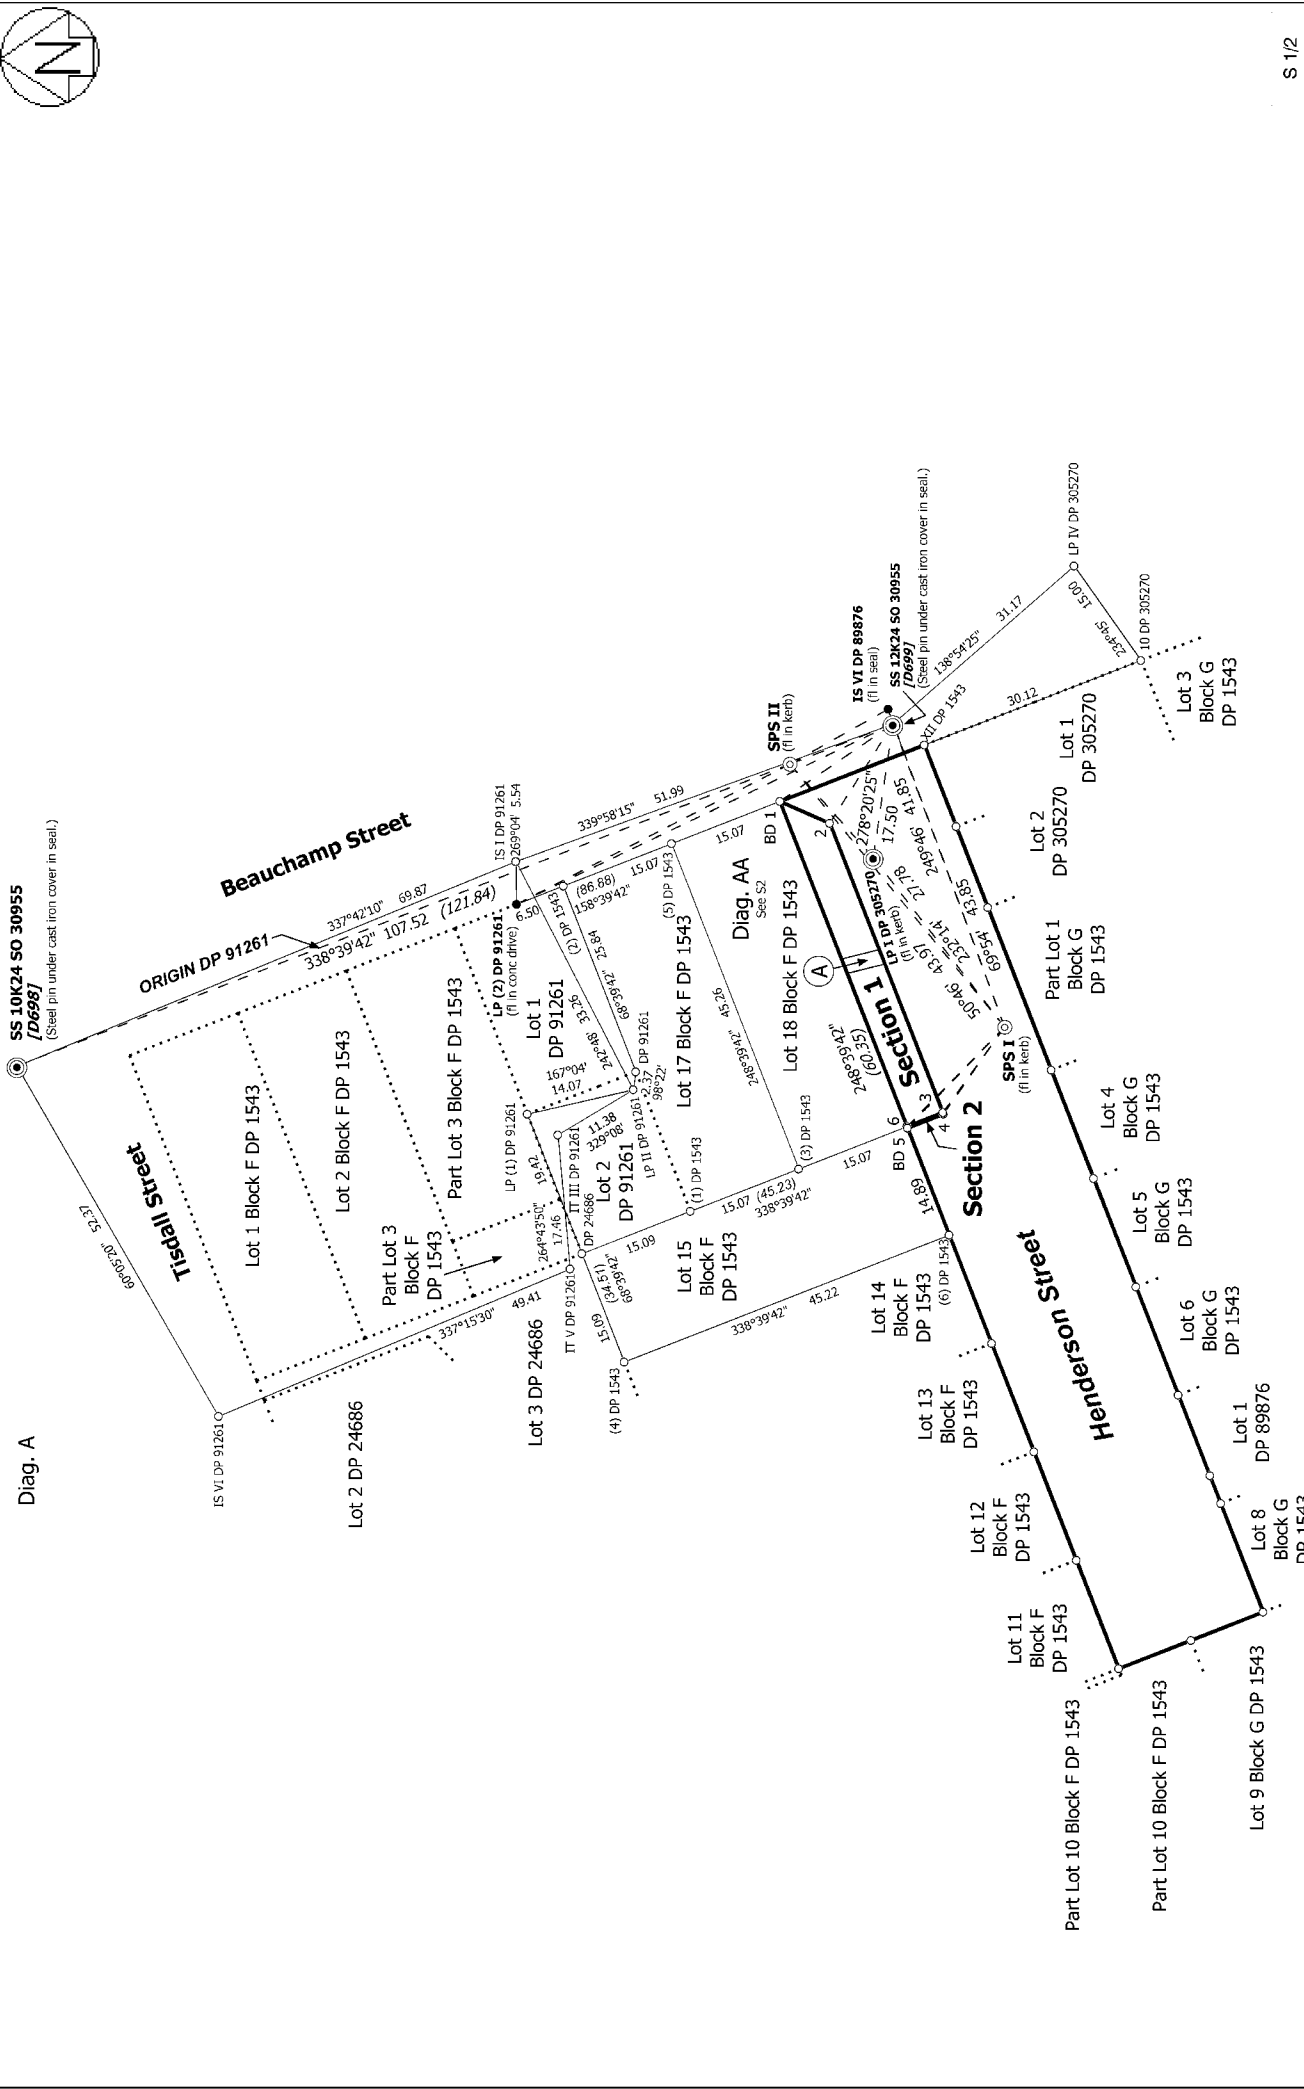 N
S 1/2
Diag. A
SS 10K24 SO 30955
[D698]
(Steel pin under cast iron cover in seal.)
ORIGIN DP 91261
Beauchamp Street
337°42'10" 69.87
338°39'42" 107.52 (121.84)
60°05'20" 52.37
Tisdall Street
IS VI DP 91261
Lot 1 Block F DP 1543
Lot 2 Block F DP 1543
Part Lot 3 Block F DP 1543
Part Lot 3
Block F
DP 1543
Lot 2 DP 24686
337°15'30" 49.41
Lot 3 DP 24686
IT V DP 91261
264°43'50"
17.46
IT III DP 91261
DP 24686
LP (1) DP 91261
19.42
(34.51)
68°39'42"
15.09
(4) DP 1543
IS I DP 91261
269°04' 5.54
6.50
LP (2) DP 91261
(fl in conc drive)
Lot 1
DP 91261
167°04'
14.07
242°48' 33.26
(2) DP 1543
68°39'42" 25.84
DP 91261
2.37
98°22'
LP II DP 91261
11.38
329°08'
Lot 2
DP 91261
339°58'15" 51.99
(86.88)
158°39'42"
15.07
(5) DP 1543
15.07
Lot 17 Block F DP 1543
(1) DP 1543
15.09
Lot 15
Block F
DP 1543
15.07 (45.23)
338°39'42"
248°39'42" 45.26
(3) DP 1543
15.07
Diag. AA
See S2
Lot 18 Block F DP 1543
BD 1
2
3
4
BD 5
6
A
248°39'42"
(60.35)
Section 1
Section 2
SPS II
(fl in kerb)
IS VI DP 89876
(fl in seal)
SS 12K24 SO 30955
[D699]
(Steel pin under cast iron cover in seal.)
278°20'25"
17.50
LP I DP 305270
(fl in kerb)
249°46' 41.85
232°14' 27.78
50°46' 43.97
69°54' 43.85
SPS I
(fl in kerb)
XII DP 1543
138°54'25" 31.17
LP IV DP 305270
234°45' 15.00
10 DP 305270
30.12
Lot 3
Block G
DP 1543
Lot 1
DP 305270
Lot 2
DP 305270
Part Lot 1
Block G
DP 1543
Lot 4
Block G
DP 1543
Lot 5
Block G
DP 1543
Lot 6
Block G
DP 1543
Lot 1
DP 89876
Lot 8
Block G
DP 1543
Henderson Street
14.89
(6) DP 1543
338°39'42" 45.22
Lot 14
Block F
DP 1543
Lot 13
Block F
DP 1543
Lot 12
Block F
DP 1543
Lot 11
Block F
DP 1543
Part Lot 10 Block F DP 1543
Part Lot 10 Block F DP 1543
Lot 9 Block G DP 1543